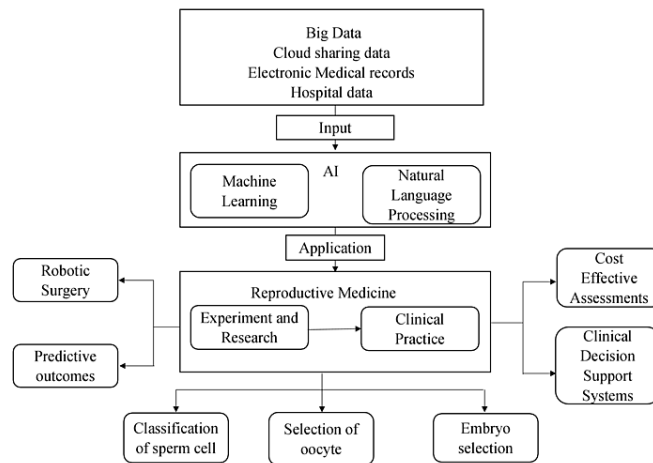 Big Data
Cloud sharing data
Electronic Medical records
Hospital data
Input
AI
Machine
Learning
Natural
Language
Processing
Application
Robotic
Surgery
Predictive
outcomes
Reproductive Medicine
Experiment and
Research
Clinical
Practice
Cost
Effective
Assessments
Clinical
Decision
Support
Systems
Classification
of sperm cell
Selection of
oocyte
Embryo
selection